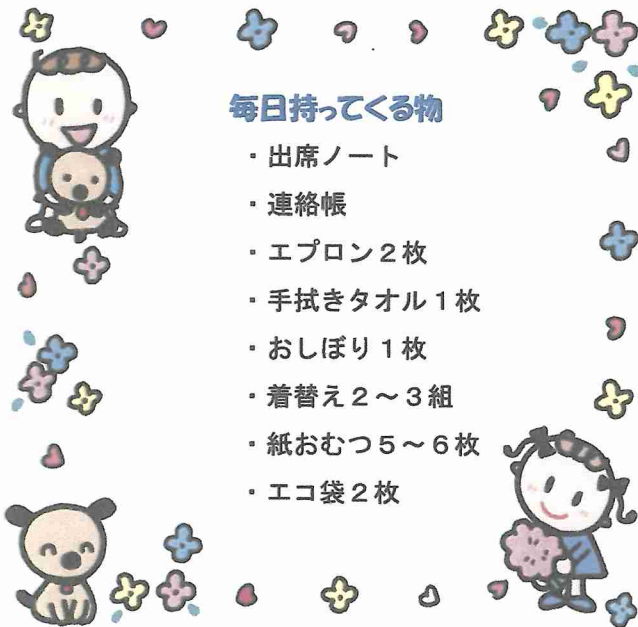 毎日持ってくる物
・出席ノート
・連絡帳
・エプロン２枚
・手拭きタオル１枚
・おしぼり１枚
・着替え２～３組
・紙おむつ５～６枚
・エコ袋２枚